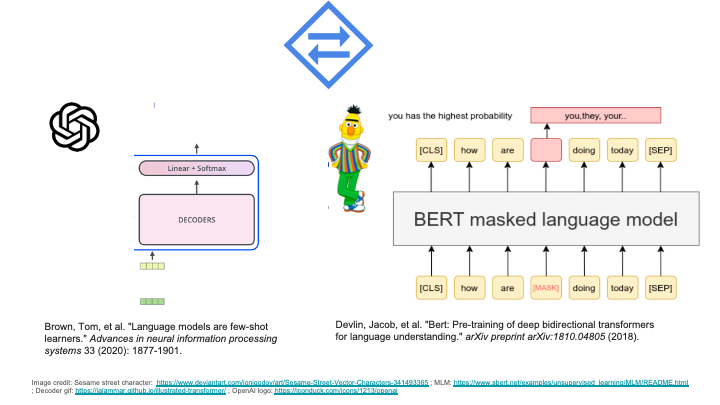 you has the highest probability
you,they, your..
[CLS] how are doing today [SEP]
Linear + Softmax
DECODERS
BERT masked language model
[CLS] how are [MASK] doing today [SEP]
Brown, Tom, et al. "Language models are few-shot
learners." Advances in neural information processing
systems 33 (2020): 1877-1901.
Devlin, Jacob, et al. "Bert: Pre-training of deep bidirectional transformers
for language understanding." arXiv preprint arXiv:1810.04805 (2018).
Image credit: Sesame street character: https://www.deviantart.com/jonigodoy/art/Sesame-Street-Vector-Characters-341493365 ; MLM: https://www.sbert.net/examples/unsupervised_learning/MLM/README.html
; Decoder gif: https://jalammar.github.io/illustrated-transformer/ ; OpenAI logo: https://iconduck.com/icons/1213/openai